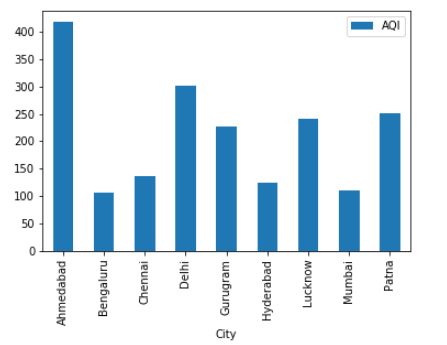 AQI
400
350
300
250
200
150
100
50
0
Ahmedabad
Bengaluru
Chennai
Delhi
Gurugram
Hyderabad
Lucknow
Mumbai
Patna
City